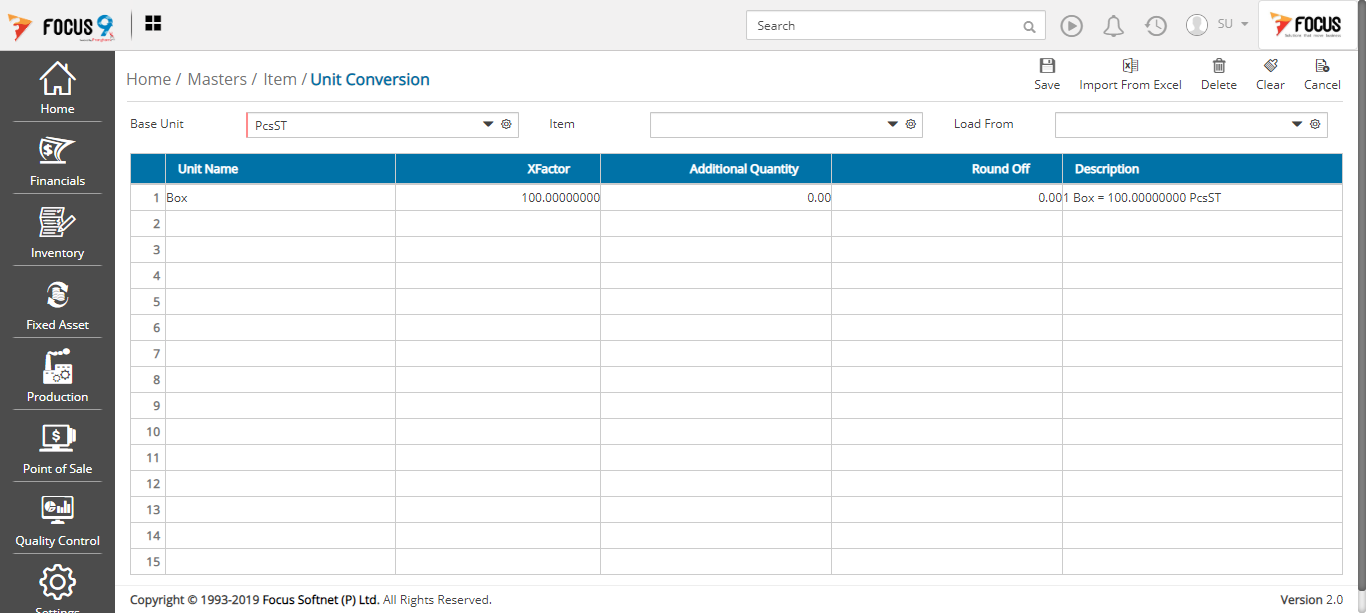 FOCUS 9
Search
SU
FOCUS
Home
Financials
Inventory
Fixed Asset
Production
Point of Sale
Quality Control
Settings
Home / Masters / Item / Unit Conversion
Save Import From Excel Delete Clear Cancel
Base Unit PcsST Item Load From
Unit Name XFactor Additional Quantity Round Off Description
1 Box 100.00000000 0.00 0.00 1 Box = 100.00000000 PcsST
2
3
4
5
6
7
8
9
10
11
12
13
14
15
Copyright © 1993-2019 Focus Softnet (P) Ltd. All Rights Reserved. Version 2.0